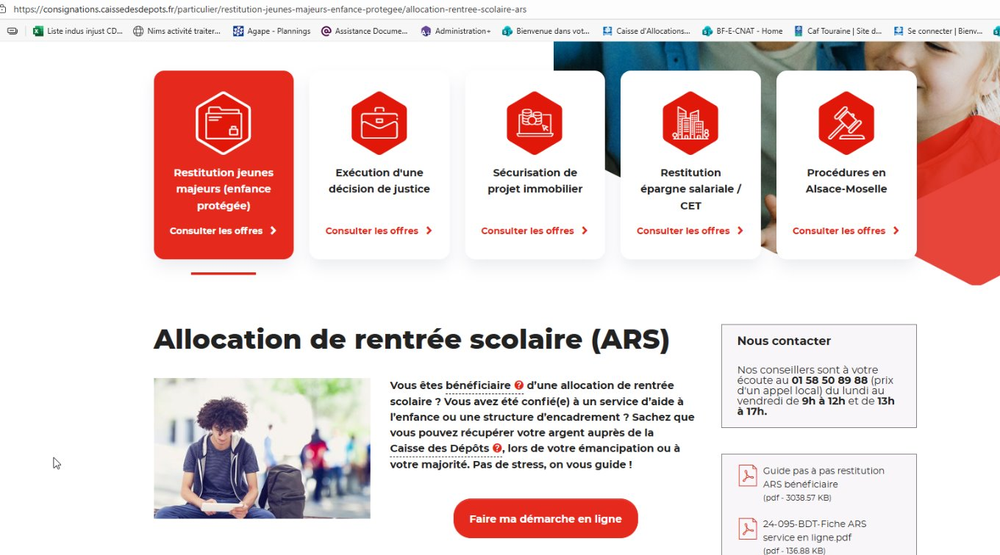 https://consignations.caissedesdepots.fr/particulier/restitution-jeunes-majeurs-enfance-protegee/allocation-rentree-scolaire-ars
Liste indus injust CD...
Nims activité traiter...
Agape - Plannings
Assistance Docume...
Administration+
Bienvenue dans vot...
Caisse d'Allocations...
BF-E-CNAT - Home
Caf Touraine | Site d...
Se connecter | Bienv...
Restitution jeunes
majeurs (enfance
protégée)
Consulter les offres
Exécution d'une
décision de justice
Consulter les offres
Sécurisation de
projet immobilier
Consulter les offres
Restitution
épargne salariale /
CET
Consulter les offres
Procédures en
Alsace-Moselle
Consulter les offres
Allocation de rentrée scolaire (ARS)
Vous êtes bénéficiaire ? d'une allocation de rentrée
scolaire ? Vous avez été confié(e) à un service d'aide à
l'enfance ou une structure d'encadrement ? Sachez que
vous pouvez récupérer votre argent auprès de la
Caisse des Dépôts ?, lors de votre émancipation ou à
votre majorité. Pas de stress, on vous guide !
Faire ma démarche en ligne
Nous contacter
Nos conseillers sont à votre
écoute au 01 58 50 89 88 (prix
d'un appel local) du lundi au
vendredi de 9h à 12h et de 13h
à 17h.
Guide pas à pas restitution
ARS bénéficiaire
(pdf - 3038.57 KB)
24-095-BDT-Fiche ARS
service en ligne.pdf
(pdf - 136.88 KB)